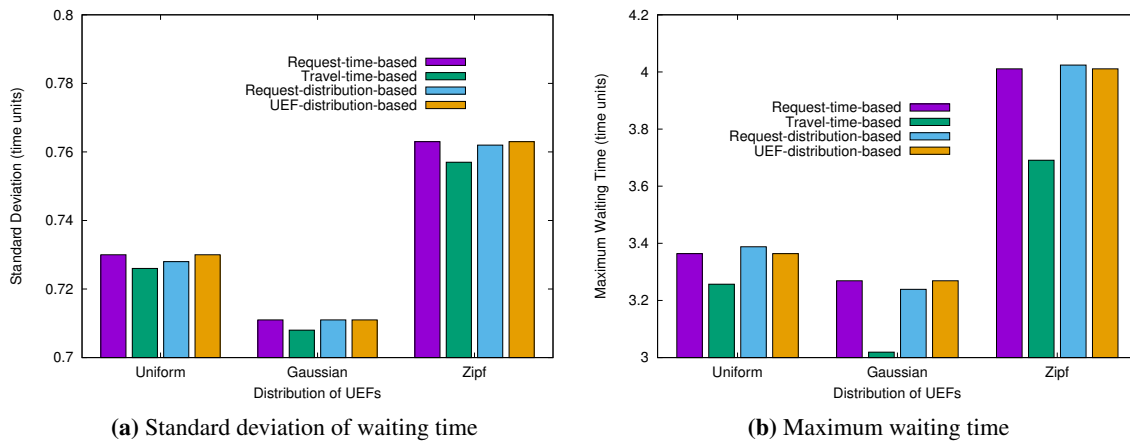 0.8
0.78
0.76
0.74
0.72
0.7
Standard Deviation (time units)
Request-time-based
Travel-time-based
Request-distribution-based
UEF-distribution-based
Uniform
Gaussian
Zipf
Distribution of UEFs
(a) Standard deviation of waiting time
4.2
4
3.8
3.6
3.4
3.2
3
Maximum Waiting Time (time units)
Request-time-based
Travel-time-based
Request-distribution-based
UEF-distribution-based
Uniform
Gaussian
Zipf
Distribution of UEFs
(b) Maximum waiting time